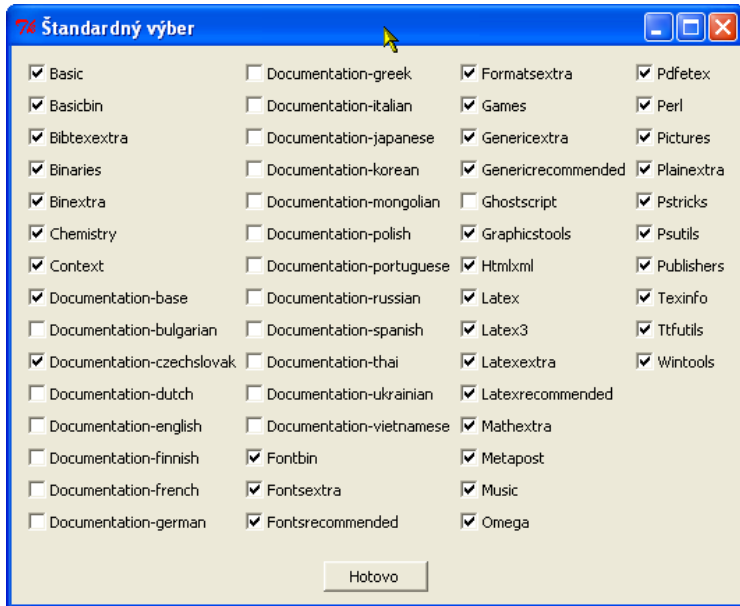 Štandardný výber
Basic
Basicbin
Bibtexextra
Binaries
Binextra
Chemistry
Context
Documentation-base
Documentation-bulgarian
Documentation-czechslovak
Documentation-dutch
Documentation-english
Documentation-finnish
Documentation-french
Documentation-german
Documentation-greek
Documentation-italian
Documentation-japanese
Documentation-korean
Documentation-mongolian
Documentation-polish
Documentation-portuguese
Documentation-russian
Documentation-spanish
Documentation-thai
Documentation-ukrainian
Documentation-vietnamese
Fontbin
Fontsextra
Fontsrecommended
Formatsextra
Games
Genericextra
Genericrecommended
Ghostscript
Graphicstools
Htmlxml
Latex
Latex3
Latexextra
Latexrecommended
Mathextra
Metapost
Music
Omega
Pdfetex
Perl
Pictures
Plainextra
Pstricks
Psutils
Publishers
Texinfo
Ttfutils
Wintools
Hotovo